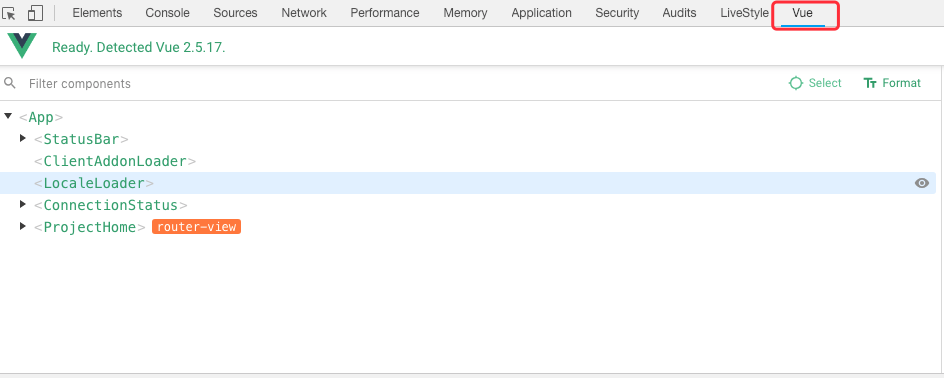 Elements Console Sources Network Performance Memory Application Security Audits LiveStyle Vue
Ready. Detected Vue 2.5.17.
Filter components Select Format
<App>
<StatusBar>
<ClientAddonLoader>
<LocaleLoader>
<ConnectionStatus>
<ProjectHome> router-view